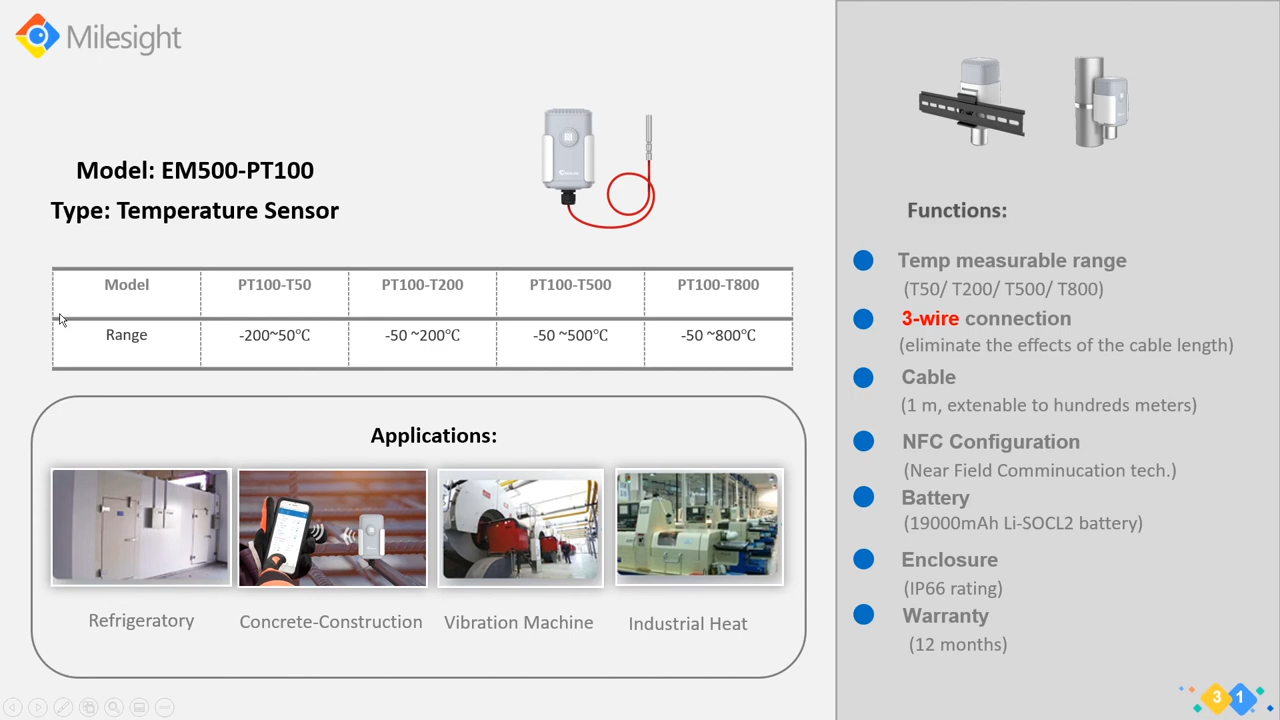 Milesight
Model: EM500-PT100
Type: Temperature Sensor
Model PT100-T50 PT100-T200 PT100-T500 PT100-T800
Range -200~50℃ -50 ~200℃ -50 ~500℃ -50 ~800℃
Applications:
Refrigeratory Concrete-Construction Vibration Machine Industrial Heat
Functions:
Temp measurable range
(T50/ T200/ T500/ T800)
3-wire connection
(eliminate the effects of the cable length)
Cable
(1 m, extenable to hundreds meters)
NFC Configuration
(Near Field Comminucation tech.)
Battery
(19000mAh Li-SOCL2 battery)
Enclosure
(IP66 rating)
Warranty
(12 months)
3 1